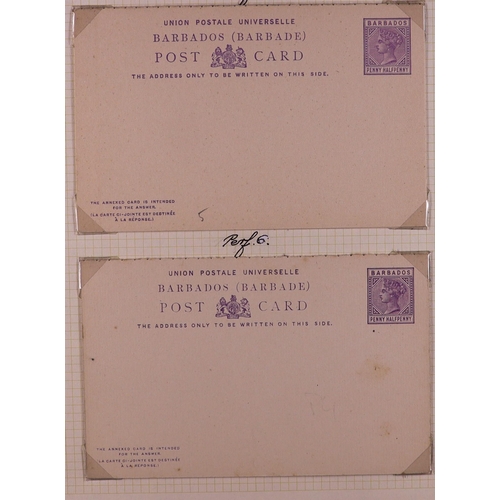 UNION POSTALE UNIVERSELLE
BARBADOS (BARBADE)
POST CARD
THE ADDRESS ONLY TO BE WRITTEN ON THIS SIDE.
BARBADOS
PENNY HALFPENNY
THE ANNEXED CARD IS INTENDED
FOR THE ANSWER.
(LA CARTE CI-JOINTE EST DESTINÉE
À LA RÉPONSE.)
5
Perf. 6.
UNION POSTALE UNIVERSELLE
BARBADOS (BARBADE)
POST CARD
THE ADDRESS ONLY TO BE WRITTEN ON THIS SIDE.
BARBADOS
PENNY HALFPENNY
THE ANNEXED CARD IS INTENDED
FOR THE ANSWER.
(LA CARTE CI-JOINTE EST DESTINÉE
À LA RÉPONSE.)